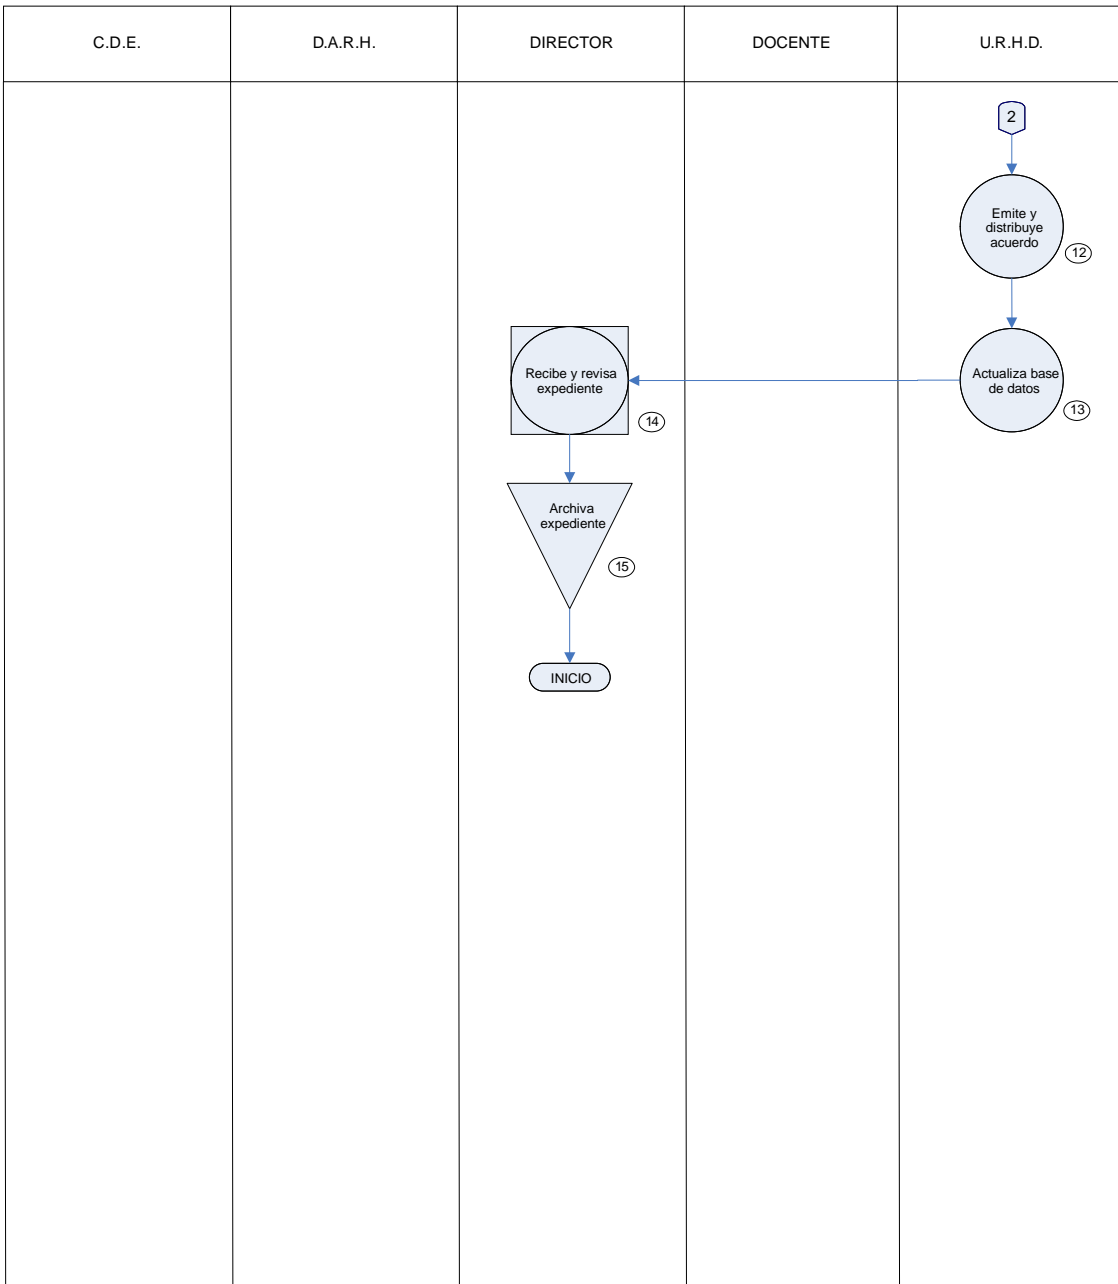 C.D.E.
D.A.R.H.
DIRECTOR
DOCENTE
U.R.H.D.
2
Emite y
distribuye
acuerdo
12
Recibe y revisa
expediente
14
Actualiza base
de datos
13
Archiva
expediente
15
INICIO